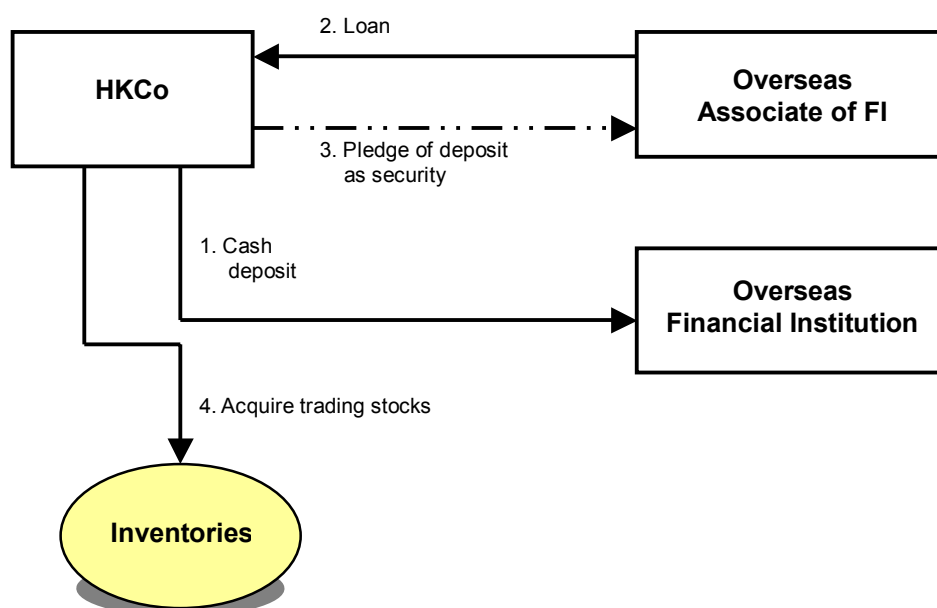 2. Loan
HKCo
Overseas
Associate of FI
3. Pledge of deposit
as security
1. Cash
deposit
Overseas
Financial Institution
4. Acquire trading stocks
Inventories